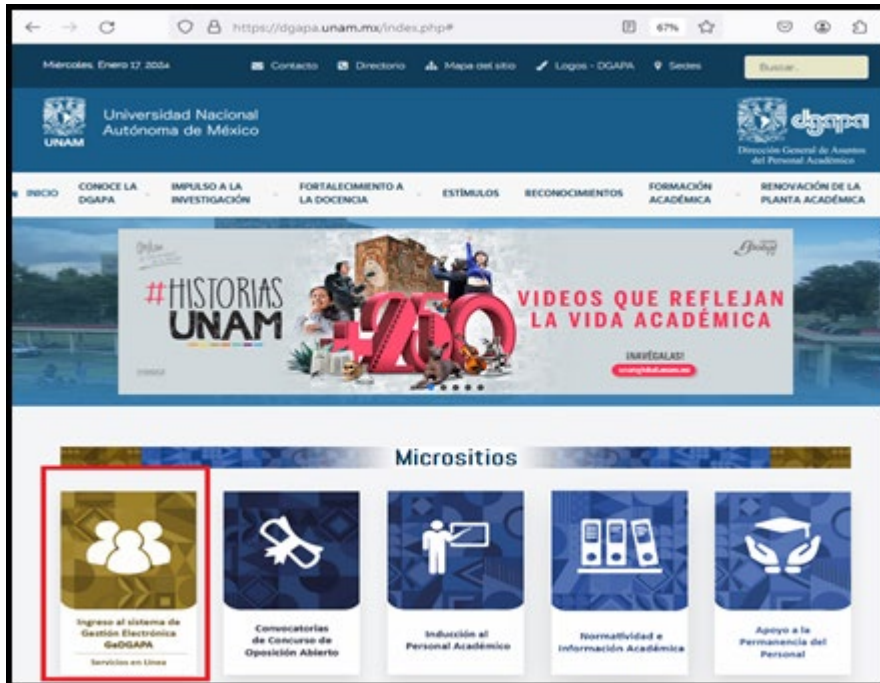 https://dgapa.unam.mx/index.php#
67%
Miércoles, Enero 17, 2024
Contacto
Directorio
Mapa del sitio
Logos - DGAPA
Sedes
Buscar...
UNAM
Universidad Nacional
Autónoma de México
dgapa
Dirección General de Asuntos
del Personal Académico
INICIO
CONOCE LA
DGAPA
IMPULSO A LA
INVESTIGACIÓN
FORTALECIMIENTO A
LA DOCENCIA
ESTÍMULOS
RECONOCIMIENTOS
FORMACIÓN
ACADÉMICA
RENOVACIÓN DE LA
PLANTA ACADÉMICA
#HISTORIAS
UNAM
+250
VIDEOS QUE REFLEJAN
LA VIDA ACADÉMICA
¡NAVÉGALAS!
unamglobal.unam.mx
Micrositios
Ingreso al sistema de
Gestión Electrónica
GeDGAPA
Servicios en Línea
Convocatorias
de Concurso de
Oposición Abierto
Inducción al
Personal Académico
Normatividad e
Información Académica
Apoyo a la
Permanencia del
Personal